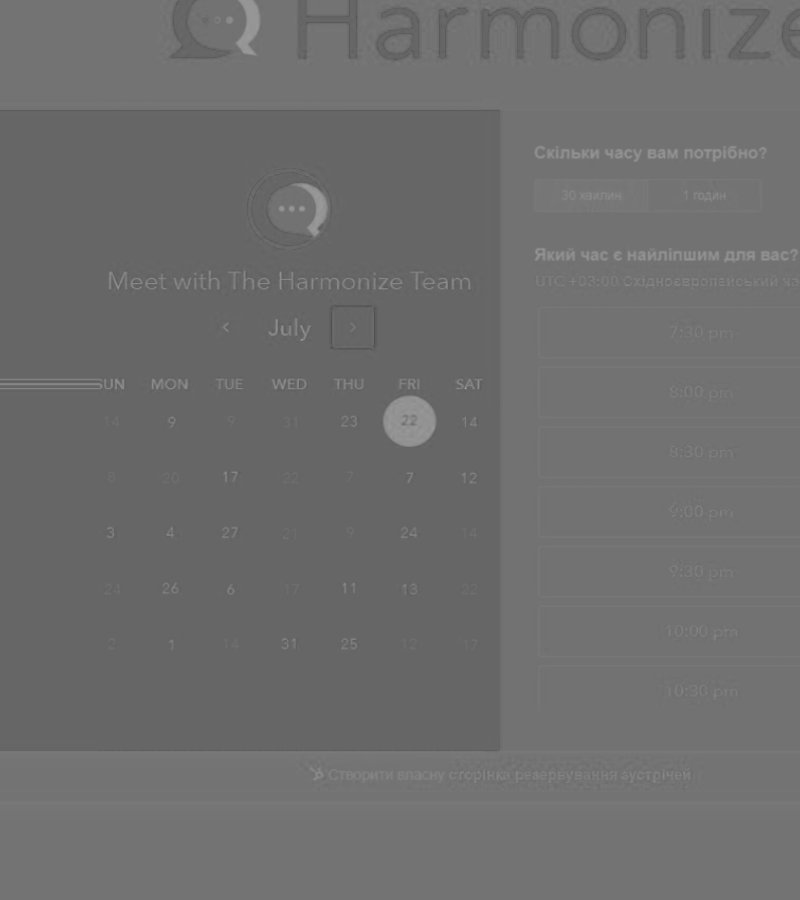 Harmonize
Meet with The Harmonize Team
July
SUN MON TUE WED THU FRI SAT
14 9 9 31 23 22 14
8 20 17 22 7 7 12
3 4 27 21 9 24 14
24 26 6 17 11 13 22
2 1 14 31 25 12 17
Скільки часу вам потрібно?
30 хвилин 1 годин
Який час є найліпшим для вас?
UTC +03:00 Східноєвропейський
7:30 pm
8:00 pm
8:30 pm
9:00 pm
9:30 pm
10:00 pm
10:30 pm
Створити власну сторінка резервування зустрічей